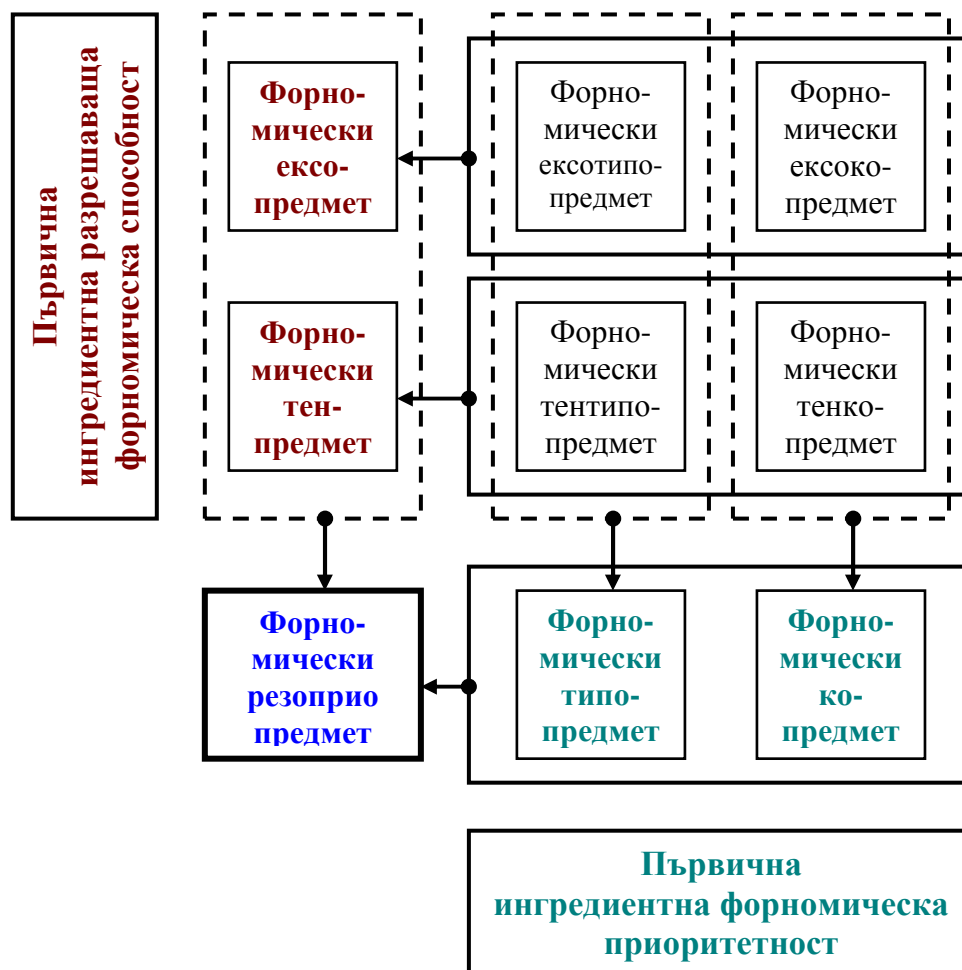 Първична
ингредиентна разрешаваща
форномическа способност
Форно-
мически
ексо-
предмет
Форно-
мически
ексотипо-
предмет
Форно-
мически
ексоко-
предмет
Форно-
мически
тен-
предмет
Форно-
мически
тентипо-
предмет
Форно-
мически
тенко-
предмет
Форно-
мически
резоприо
предмет
Форно-
мически
типо-
предмет
Форно-
мически
ко-
предмет
Първична
ингредиентна форномическа
приоритетност